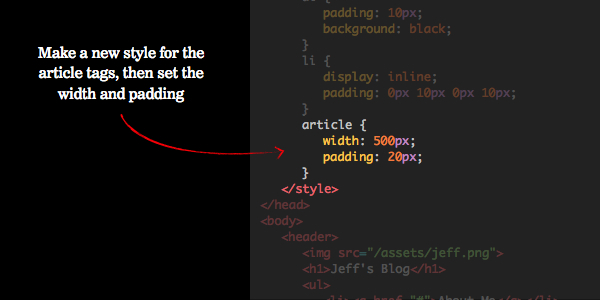 Make a new style for the
article tags, then set the
width and padding
padding: 10px;
background: black;
}
li {
display: inline;
padding: 0px 10px 0px 10px;
}
article {
width: 500px;
padding: 20px;
}
</style>
</head>
<body>
<header>
<img src="/assets/jeff.png">
<h1>Jeff's Blog</h1>
<ul>